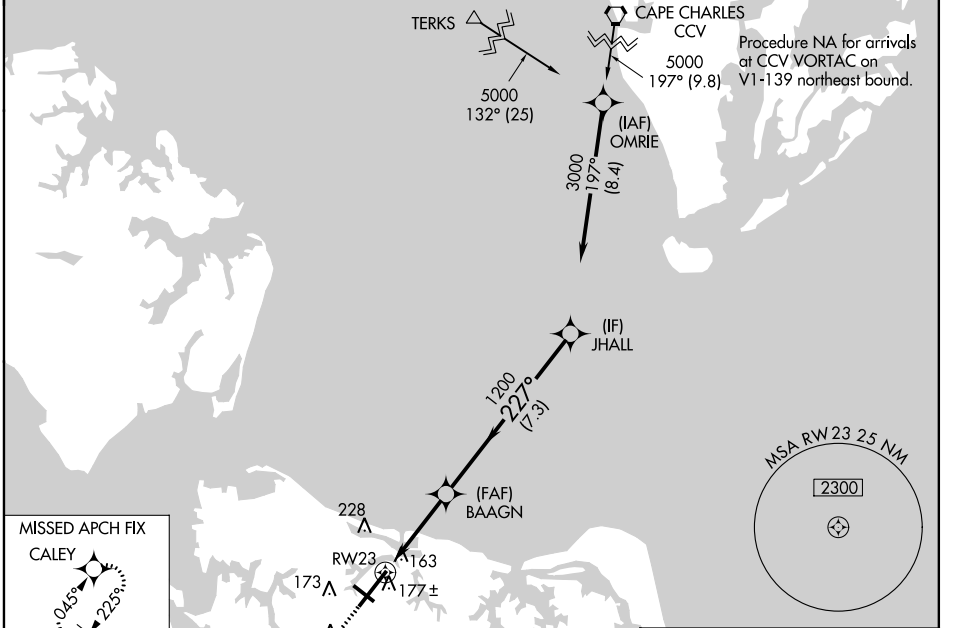 TERKS
CAPE CHARLES
CCV
Procedure NA for arrivals
at CCV VORTAC on
V1-139 northeast bound.
5000
197° (9.8)
5000
132° (25)
(IAF)
OMRIE
3000
197°
(8.4)
(IF)
JHALL
1200
227°
(7.3)
MSA RW 23 25 NM
2300
(FAF)
BAAGN
228
MISSED APCH FIX
CALEY
045°
225°
RW23
163
173
177±